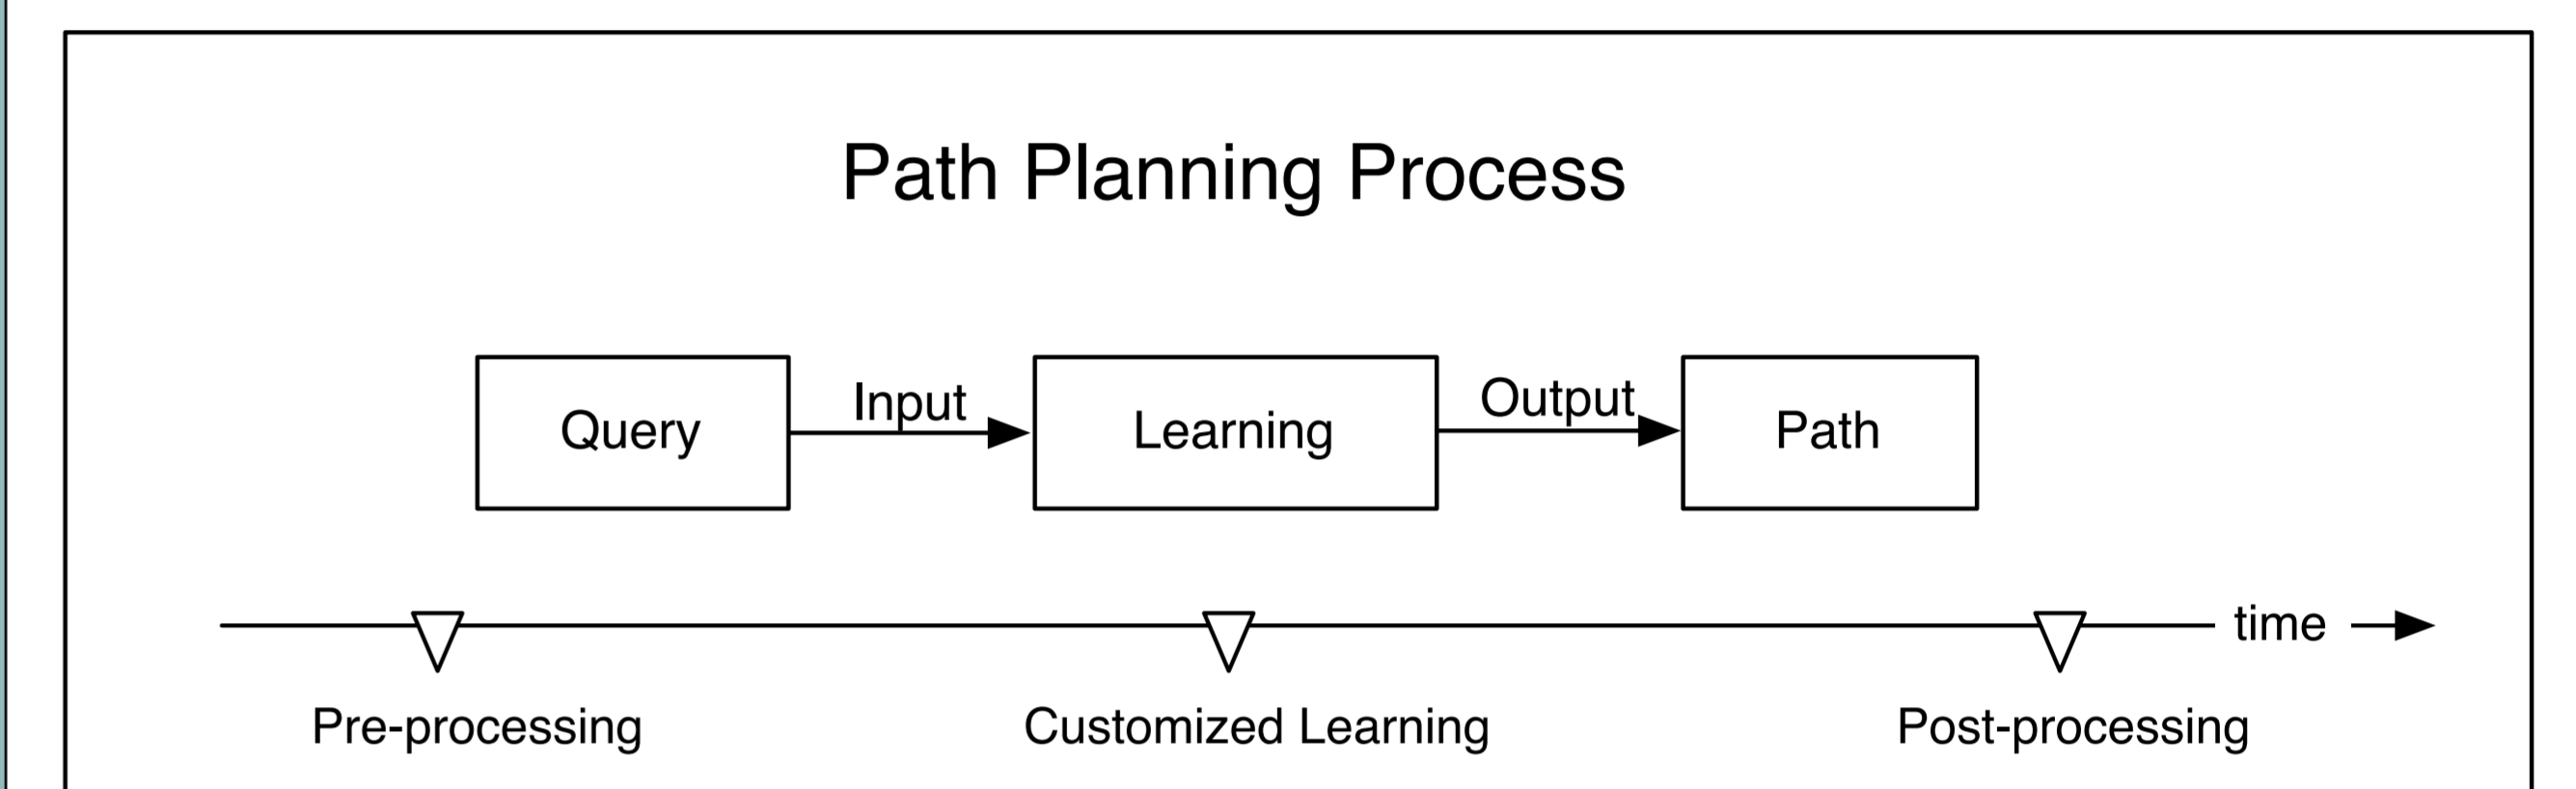 Path Planning Process
Query
Input
Learning
Output
Path
time
Pre-processing
Customized Learning
Post-processing